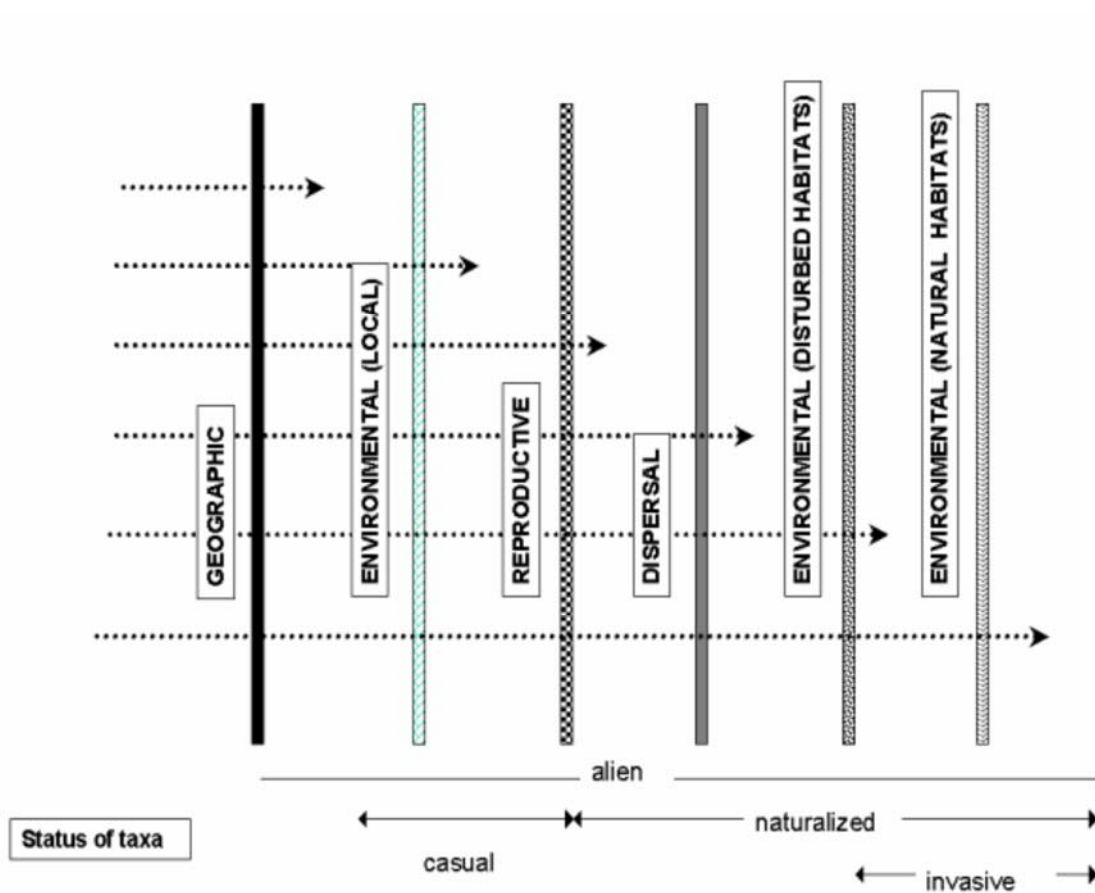 GEOGRAPHIC
ENVIRONMENTAL (LOCAL)
REPRODUCTIVE
DISPERSAL
ENVIRONMENTAL (DISTURBED HABITATS)
ENVIRONMENTAL (NATURAL HABITATS)
alien
Status of taxa
naturalized
casual
invasive